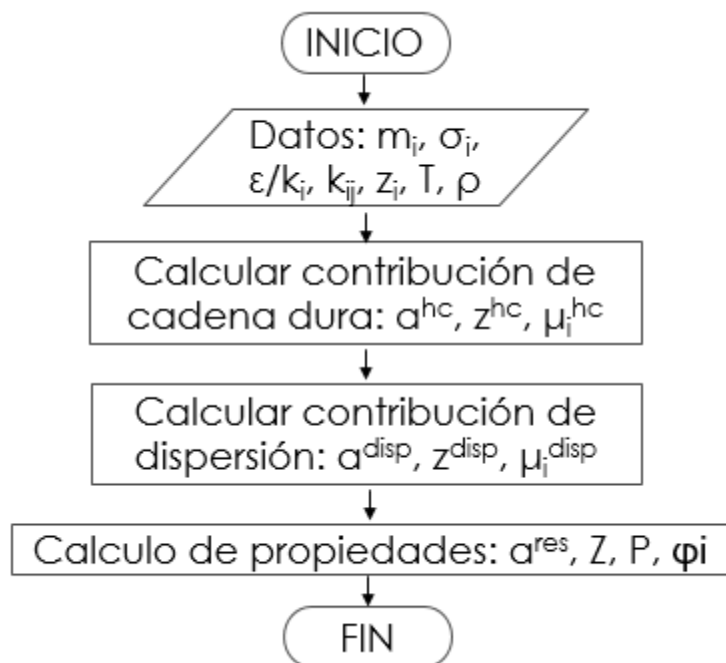 INICIO
Datos: mᵢ, σᵢ,
ε/kᵢ, kᵢⱼ, zᵢ, T, ρ
Calcular contribución de
cadena dura: aʰᶜ, zʰᶜ, μᵢʰᶜ
Calcular contribución de
dispersión: aᵈⁱˢᵖ, zᵈⁱˢᵖ, μᵢᵈⁱˢᵖ
Calculo de propiedades: aʳᵉˢ, Z, P, φi
FIN